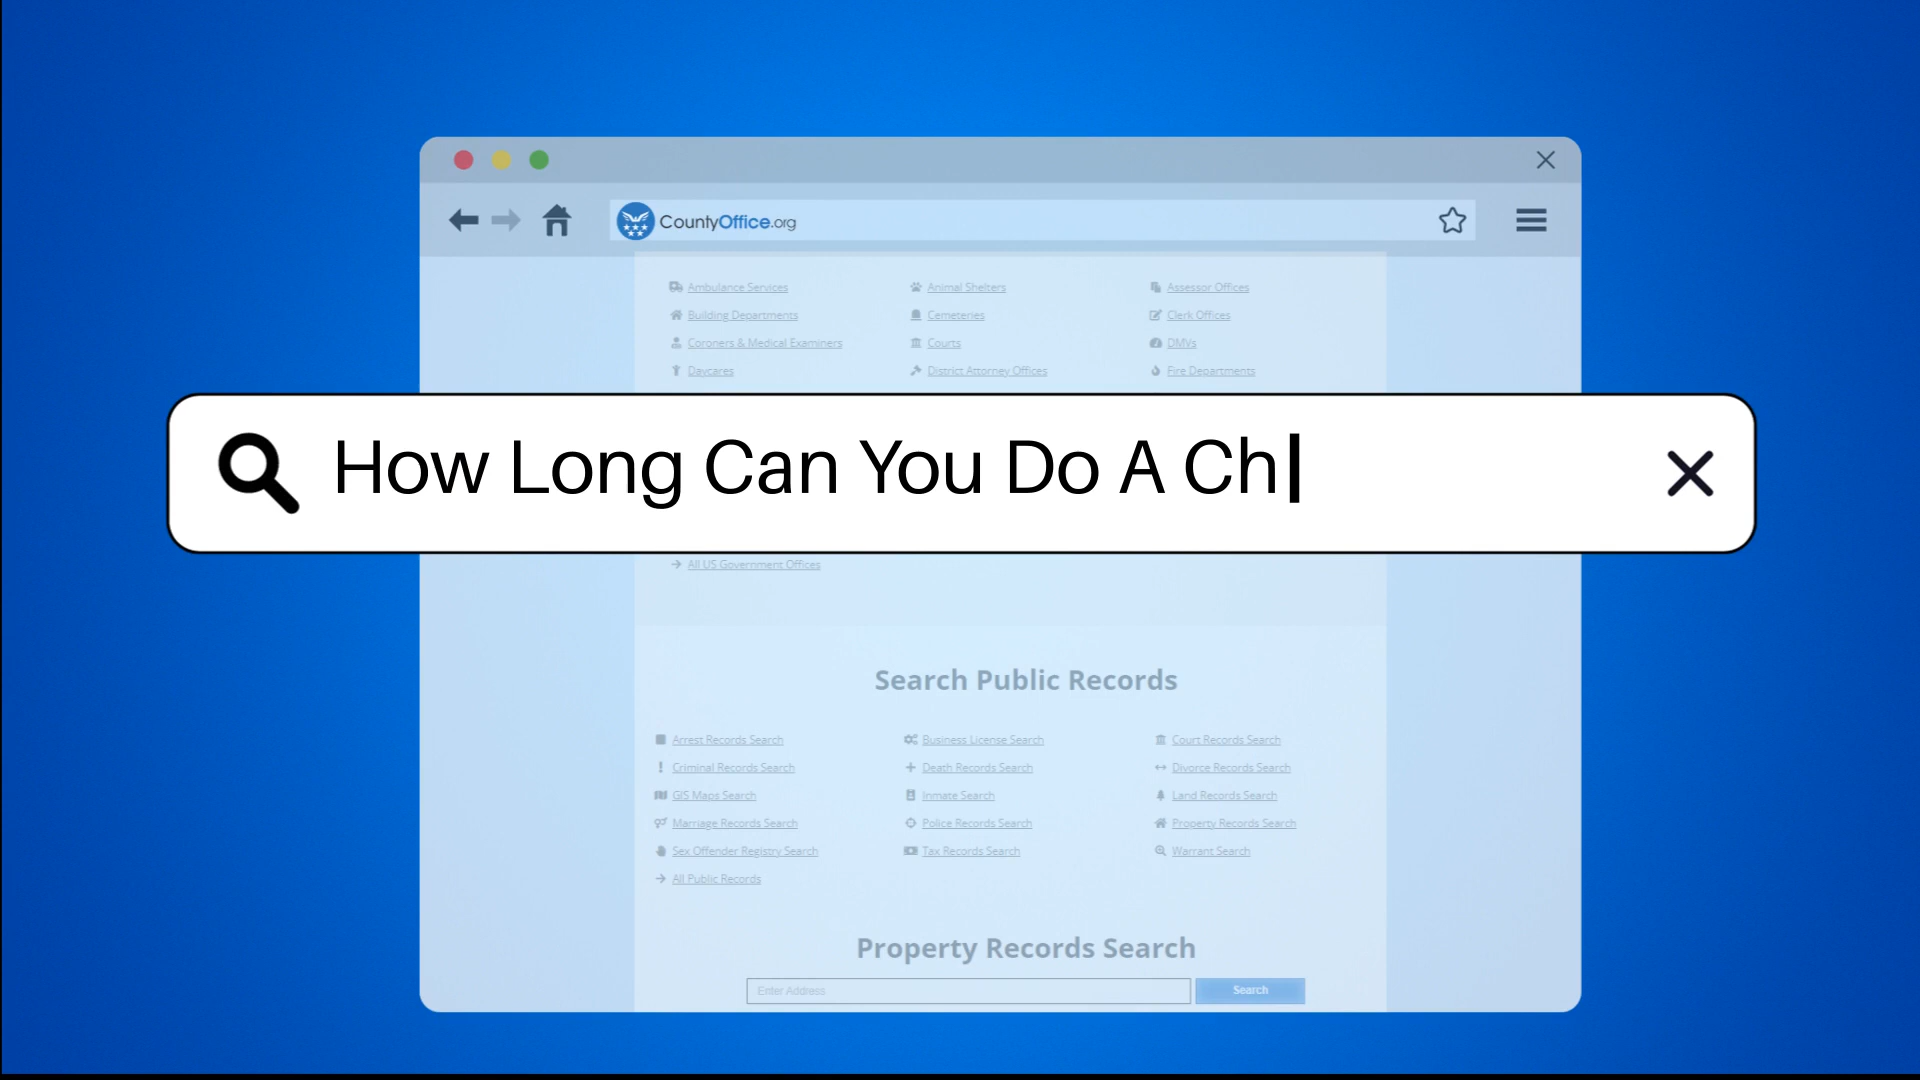 CountyOffice.org
Ambulance Services Animal Shelters Assessor Offices
Building Departments Cemeteries Clerk Offices
Coroners & Medical Examiners Courts DMVs
Daycares District Attorney Offices Fire Departments
How Long Can You Do A Ch
All US Government Offices
Search Public Records
Arrest Records Search Business License Search Court Records Search
Criminal Records Search Death Records Search Divorce Records Search
GIS Maps Search Inmate Search Land Records Search
Marriage Records Search Police Records Search Property Records Search
Sex Offender Registry Search Tax Records Search Warrant Search
All Public Records
Property Records Search
Enter Address Search